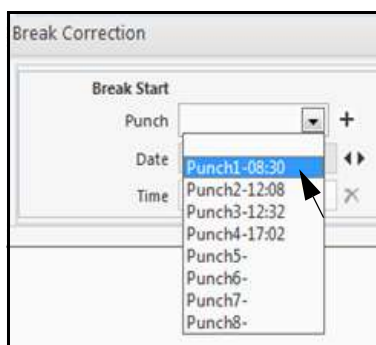 Break Correction
Break Start
Punch
Date
Time
Punch1-08:30
Punch2-12:08
Punch3-12:32
Punch4-17:02
Punch5-
Punch6-
Punch7-
Punch8-